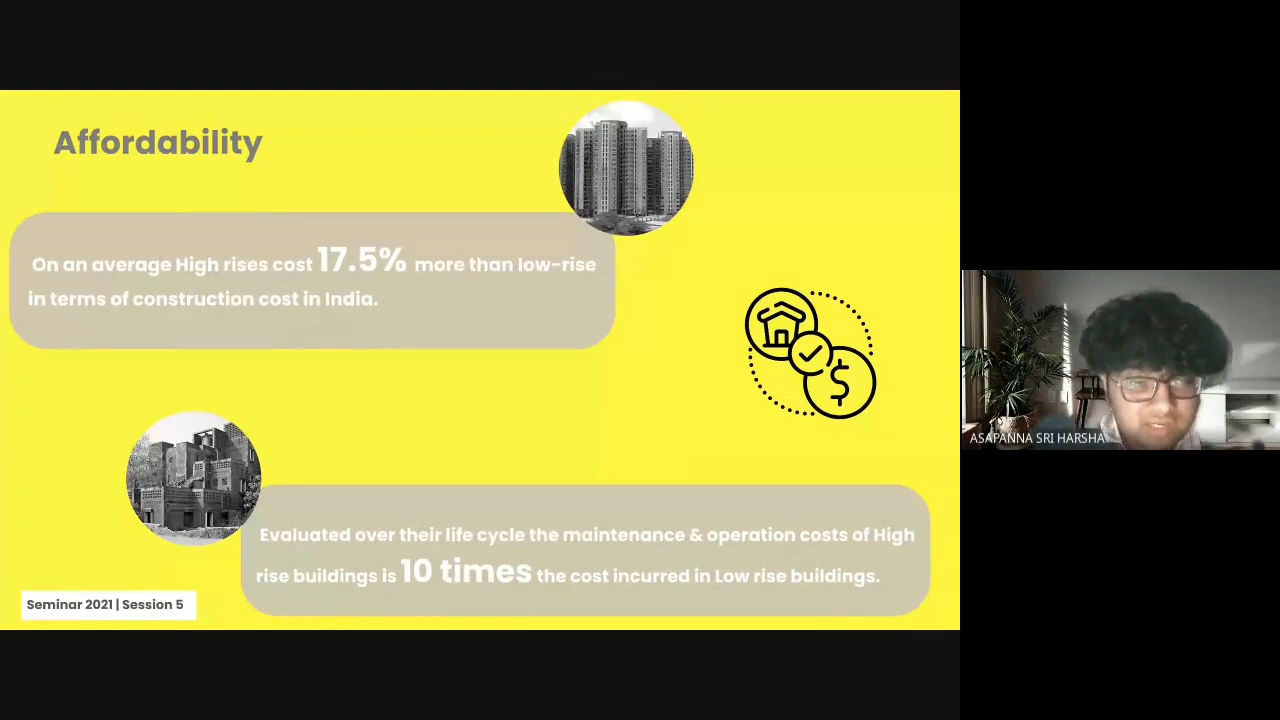 Affordability
On an average High rises cost 17.5% more than low-rise
in terms of construction cost in India.
$
ASAPANNA SRI HARSHA
Evaluated over their life cycle the maintenance & operation costs of High
rise buildings is 10 times the cost incurred in Low rise buildings.
Seminar 2021 | Session 5